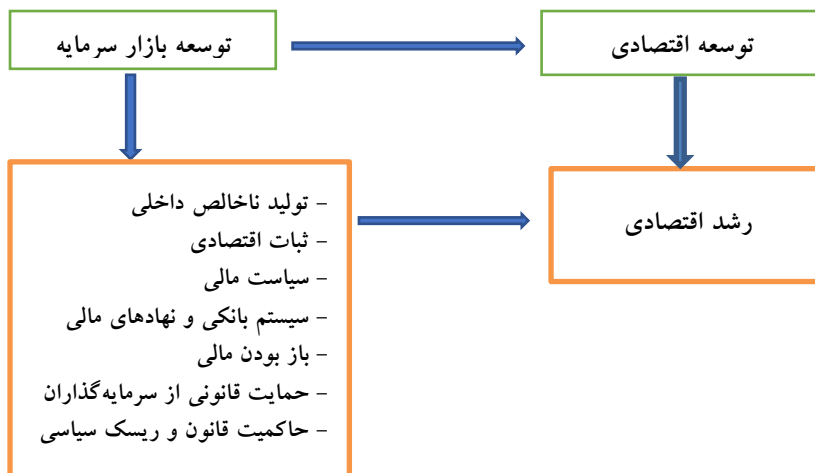 توسعه اقتصادی
توسعه بازار سرمایه
رشد اقتصادی
- تولید ناخالص داخلی
- ثبات اقتصادی
- سیاست مالی
- سیستم بانکی و نهادهای مالی
- باز بودن مالی
- حمایت قانونی از سرمایه‌گذاران
- حاکمیت قانون و ریسک سیاسی